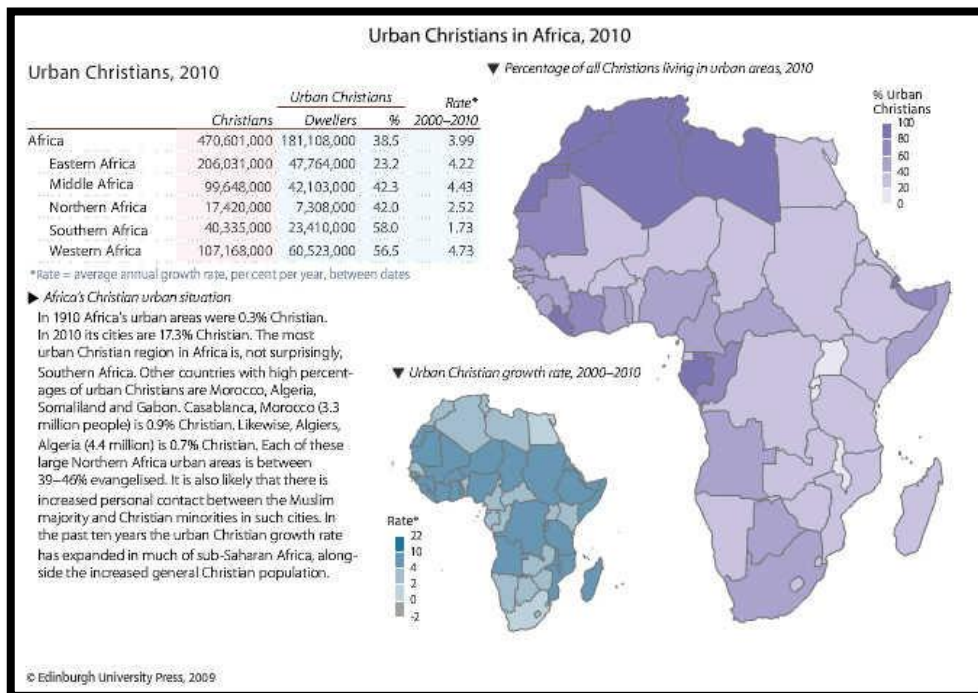 Urban Christians in Africa, 2010
Urban Christians, 2010
Urban Christians Rate*
Christians Dwellers % 2000–2010
Africa 470,601,000 181,108,000 38.5 3.99
Eastern Africa 206,031,000 47,764,000 23.2 4.22
Middle Africa 99,648,000 42,103,000 42.3 4.43
Northern Africa 17,420,000 7,308,000 42.0 2.52
Southern Africa 40,335,000 23,410,000 58.0 1.73
Western Africa 107,168,000 60,523,000 56.5 4.73
*Rate = average annual growth rate, per cent per year, between dates
▶ Africa's Christian urban situation
In 1910 Africa's urban areas were 0.3% Christian.
In 2010 its cities are 17.3% Christian. The most
urban Christian region in Africa is, not surprisingly,
Southern Africa. Other countries with high percent-
ages of urban Christians are Morocco, Algeria,
Somaliland and Gabon. Casablanca, Morocco (3.3
million people) is 0.9% Christian. Likewise, Algiers,
Algeria (4.4 million) is 0.7% Christian. Each of these
large Northern Africa urban areas is between
39–46% evangelised. It is also likely that there is
increased personal contact between the Muslim
majority and Christian minorities in such cities. In
the past ten years the urban Christian growth rate
has expanded in much of sub-Saharan Africa, along-
side the increased general Christian population.
▼ Percentage of all Christians living in urban areas, 2010
% Urban
Christians
100
80
60
40
20
0
▼ Urban Christian growth rate, 2000–2010
Rate*
22
10
4
2
0
-2
© Edinburgh University Press, 2009